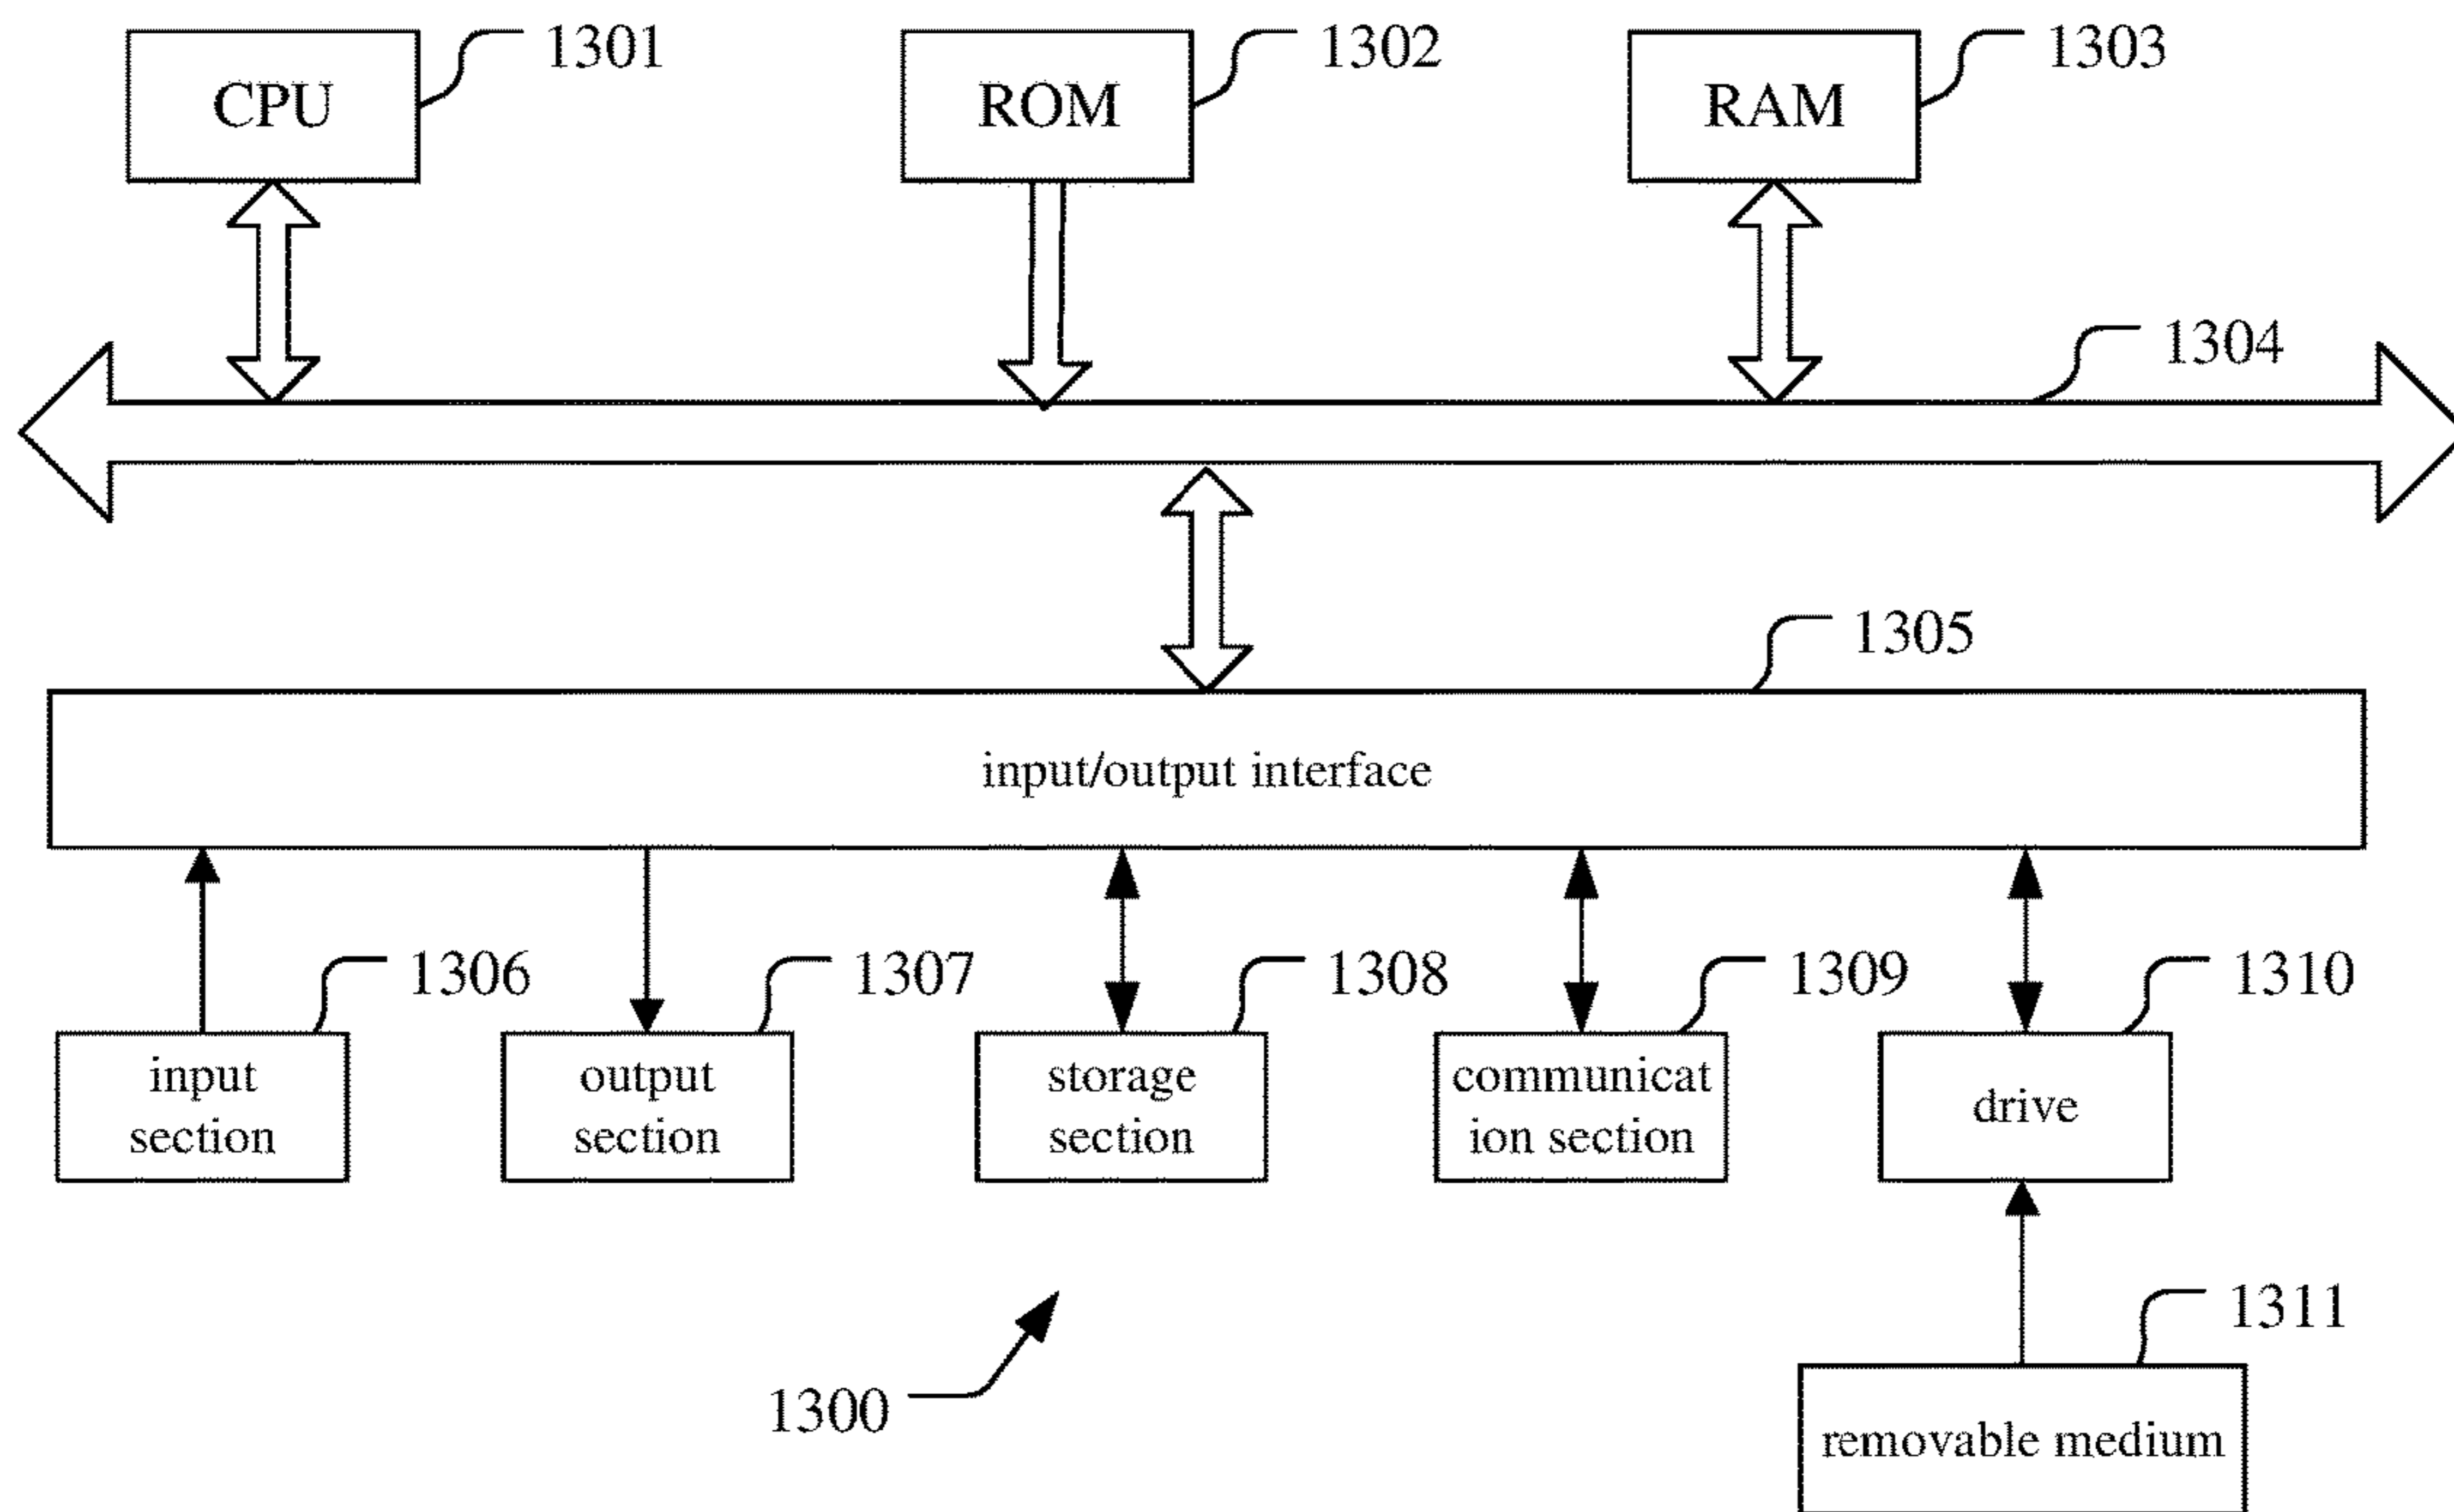 1301
1302
1303
CPU
ROM
RAM
1304
1305
input/output interface
1306
1307
1308
1309
1310
input
section
output
section
storage
section
communicat
ion section
drive
1311
1300
removable medium